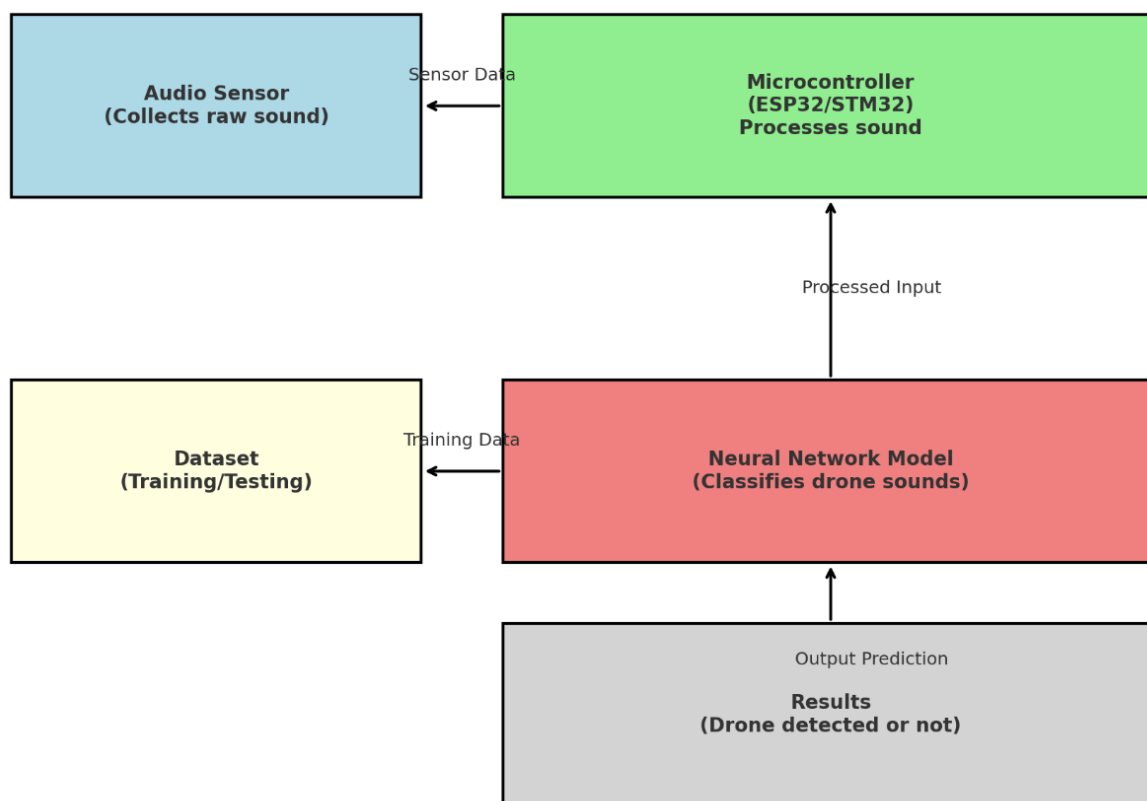 Audio Sensor
(Collects raw sound)
Sensor Data
Microcontroller
(ESP32/STM32)
Processes sound
Processed Input
Dataset
(Training/Testing)
Training Data
Neural Network Model
(Classifies drone sounds)
Output Prediction
Results
(Drone detected or not)